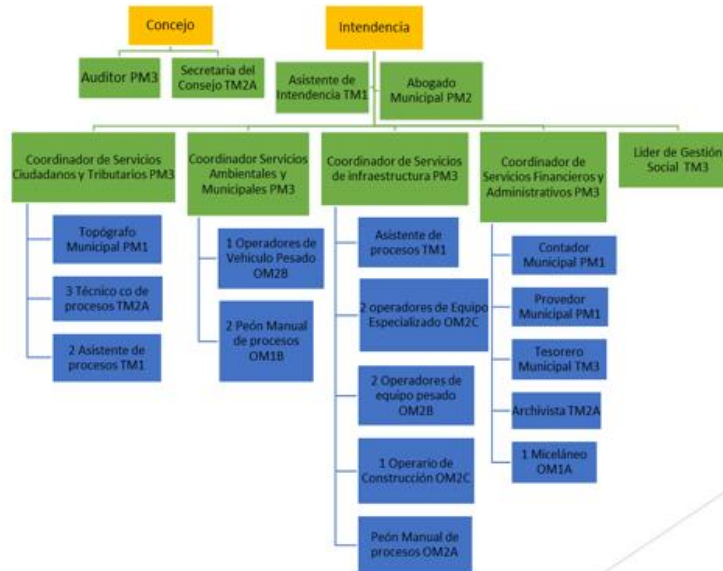 Concejo
Intendencia
Auditor PM3
Secretaria del
Consejo TM2A
Asistente de
Intendencia TM1
Abogado
Municipal PM2
Coordinador de Servicios
Ciudadanos y Tributarios PM3
Coordinador Servicios
Ambientales y
Municipales PM3
Coordinador de Servicios
de infraestructura PM3
Coordinador de
Servicios Financieros y
Administrativos PM3
Lider de Gestión
Social TM3
Topógrafo
Municipal PM1
3 Técnico co de
procesos TM2A
2 Asistente de
procesos TM1
1 Operadores de
Vehiculo Pesado
OM2B
2 Peón Manual
de procesos
OM1B
Asistente de
procesos TM1
2 operadores de Equipo
Especializado OM2C
2 Operadores de
equipo pesado
OM2B
1 Operario de
Construcción OM2C
Peón Manual de
procesos OM2A
Contador
Municipal PM1
Provedor
Municipal PM1
Tesorero
Municipal TM3
Archivista TM2A
1 Miceláneo
OM1A